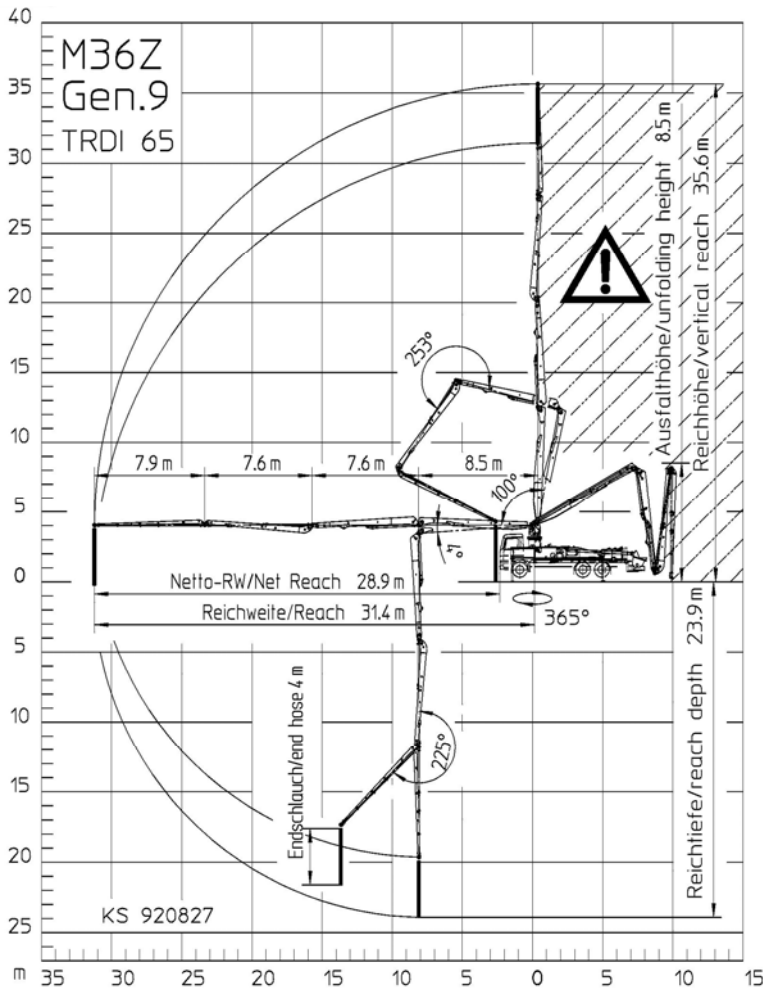 40
M36Z
Gen.9
TRDI 65
35
30
25
20
15
10
5
0
5
10
15
20
25
m
35
30
25
20
15
10
5
0
5
10
15
Ausfalthöhe/unfolding height 8.5 m
Reichhöhe/vertical reach 35.6 m
253°
7.9 m
7.6 m
7.6 m
8.5 m
100°
4°
Netto-RW/Net Reach 28.9 m
Reichweite/Reach 31.4 m
365°
Reichtiefe/reach depth 23.9 m
225°
Endschlauch/end hose 4 m
KS 920827